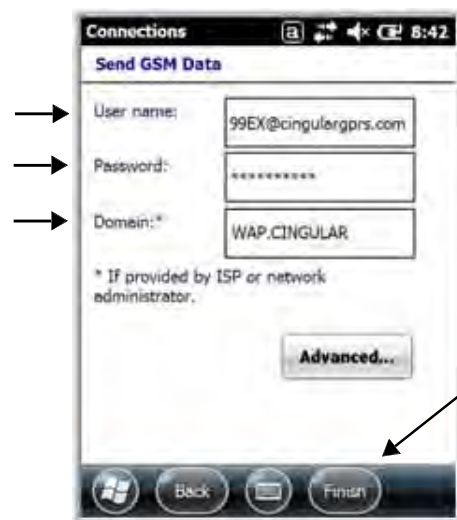 Connections a 8:42
Send GSM Data
User name:
99EX@cingulargprs.com
Password:
**********
Domain:*
WAP.CINGULAR
* If provided by ISP or network
administrator.
Advanced...
Back Finish